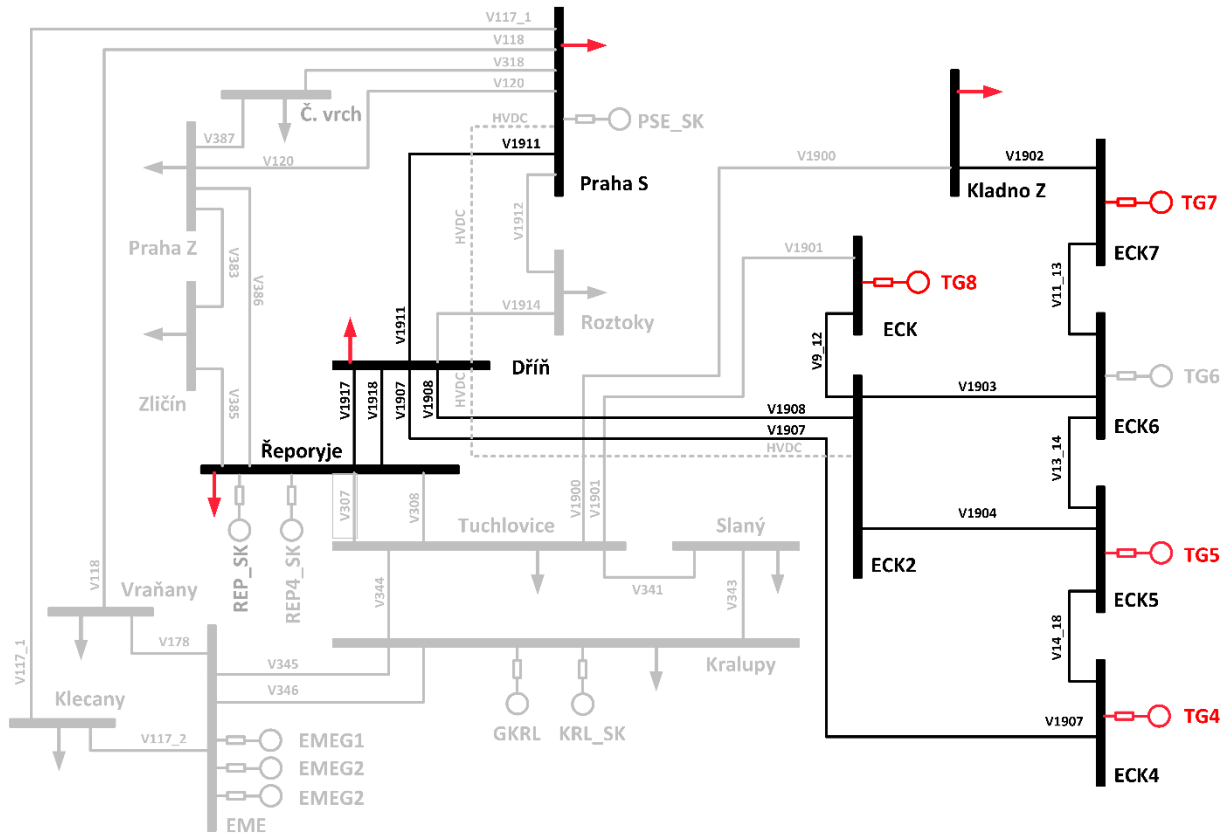 V117_1
V118
V318
V120
HVDC
V1911
PSE_SK
Praha S
Č. vrch
V387
V120
Praha Z
V383
V386
Zličín
V385
HVDC
V1912
V1911
V1914
Roztoky
V1900
V1902
Kladno Z
TG7
ECK7
V1901
TG8
ECK
V11_13
V9_12
TG6
V1903
ECK6
Dříň
HVDC
V1917
V1918
V1907
V1908
V1908
V1907
HVDC
V13_14
Řeporyje
V307
V308
REP_SK
REP4_SK
Tuchlovice
V1900
V1901
Slaný
V1904
TG5
ECK2
ECK5
V344
V341
V343
V118
Vraňany
V178
V345
V346
Kralupy
V14_18
V117_1
Klecany
V117_2
GKRL
KRL_SK
V1907
TG4
ECK4
EMEG1
EMEG2
EMEG2
EME